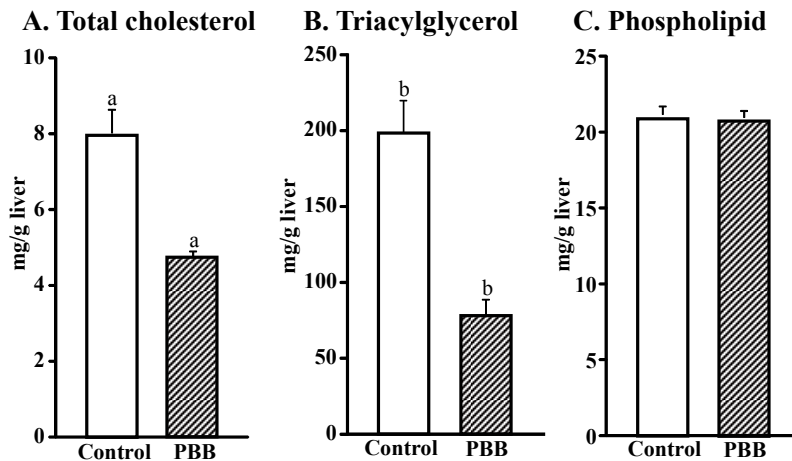 A. Total cholesterol
10
8
6
4
2
0
mg/g liver
a
a
Control
PBB
B. Triacylglycerol
250
200
150
100
50
0
mg/g liver
b
b
Control
PBB
C. Phospholipid
25
20
15
10
5
0
mg/g liver
Control
PBB